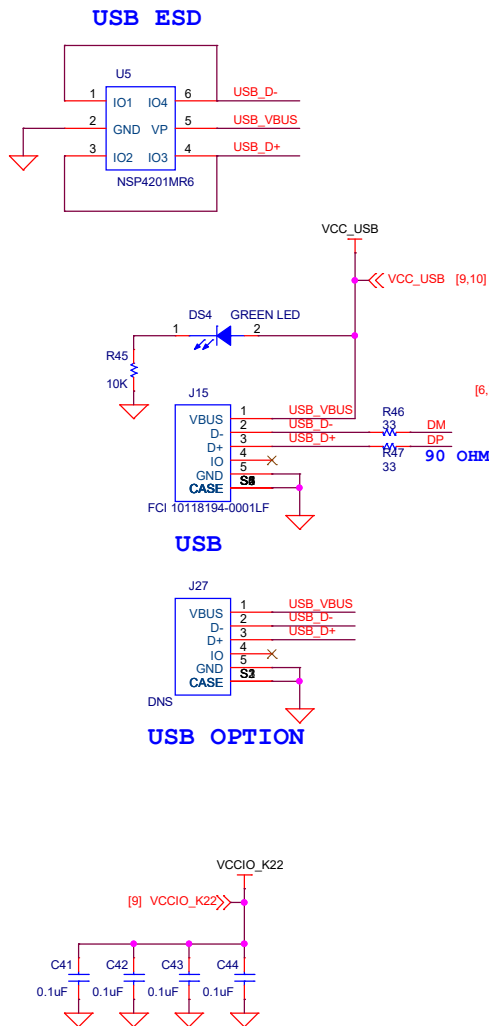 USB ESD
U5
1 IO1 IO4 6 USB_D-
2 GND VP 5 USB_VBUS
3 IO2 IO3 4 USB_D+
NSP4201MR6
VCC_USB
VCC_USB [9,10]
DS4 GREEN LED
1 2
R45
10K
[6,
J15
VBUS 1 USB_VBUS
D- 2 USB_D- R46 33 DM
D+ 3 USB_D+ R47 33 DP
IO 4
90 OHM
GND 5
CASE
FCI 10118194-0001LF
USB
J27
VBUS 1 USB_VBUS
D- 2 USB_D-
D+ 3 USB_D+
IO 4
GND 5
CASE
DNS
USB OPTION
VCCIO_K22
[9] VCCIO_K22
C41 C42 C43 C44
0.1uF 0.1uF 0.1uF 0.1uF